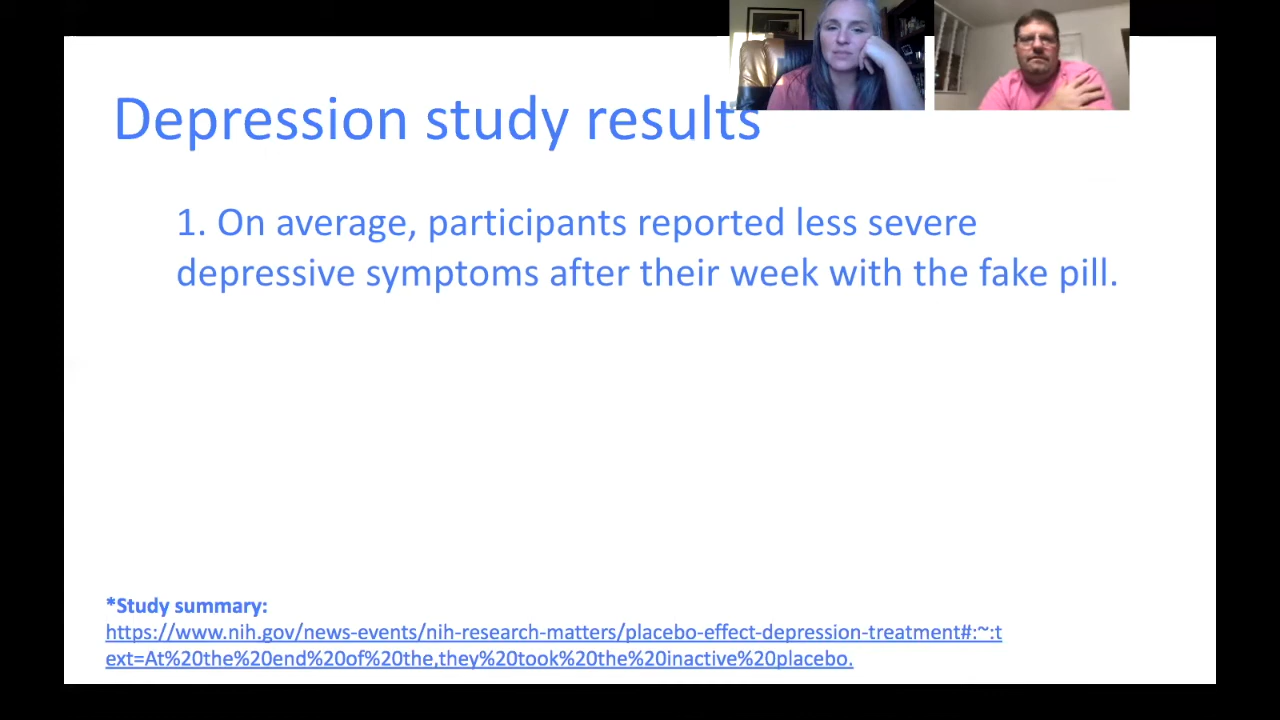 Depression study results
1. On average, participants reported less severe
depressive symptoms after their week with the fake pill.
*Study summary:
https://www.nih.gov/news-events/nih-research-matters/placebo-effect-depression-treatment#:~:t
ext=At%20the%20end%20of%20the,they%20took%20the%20inactive%20placebo.